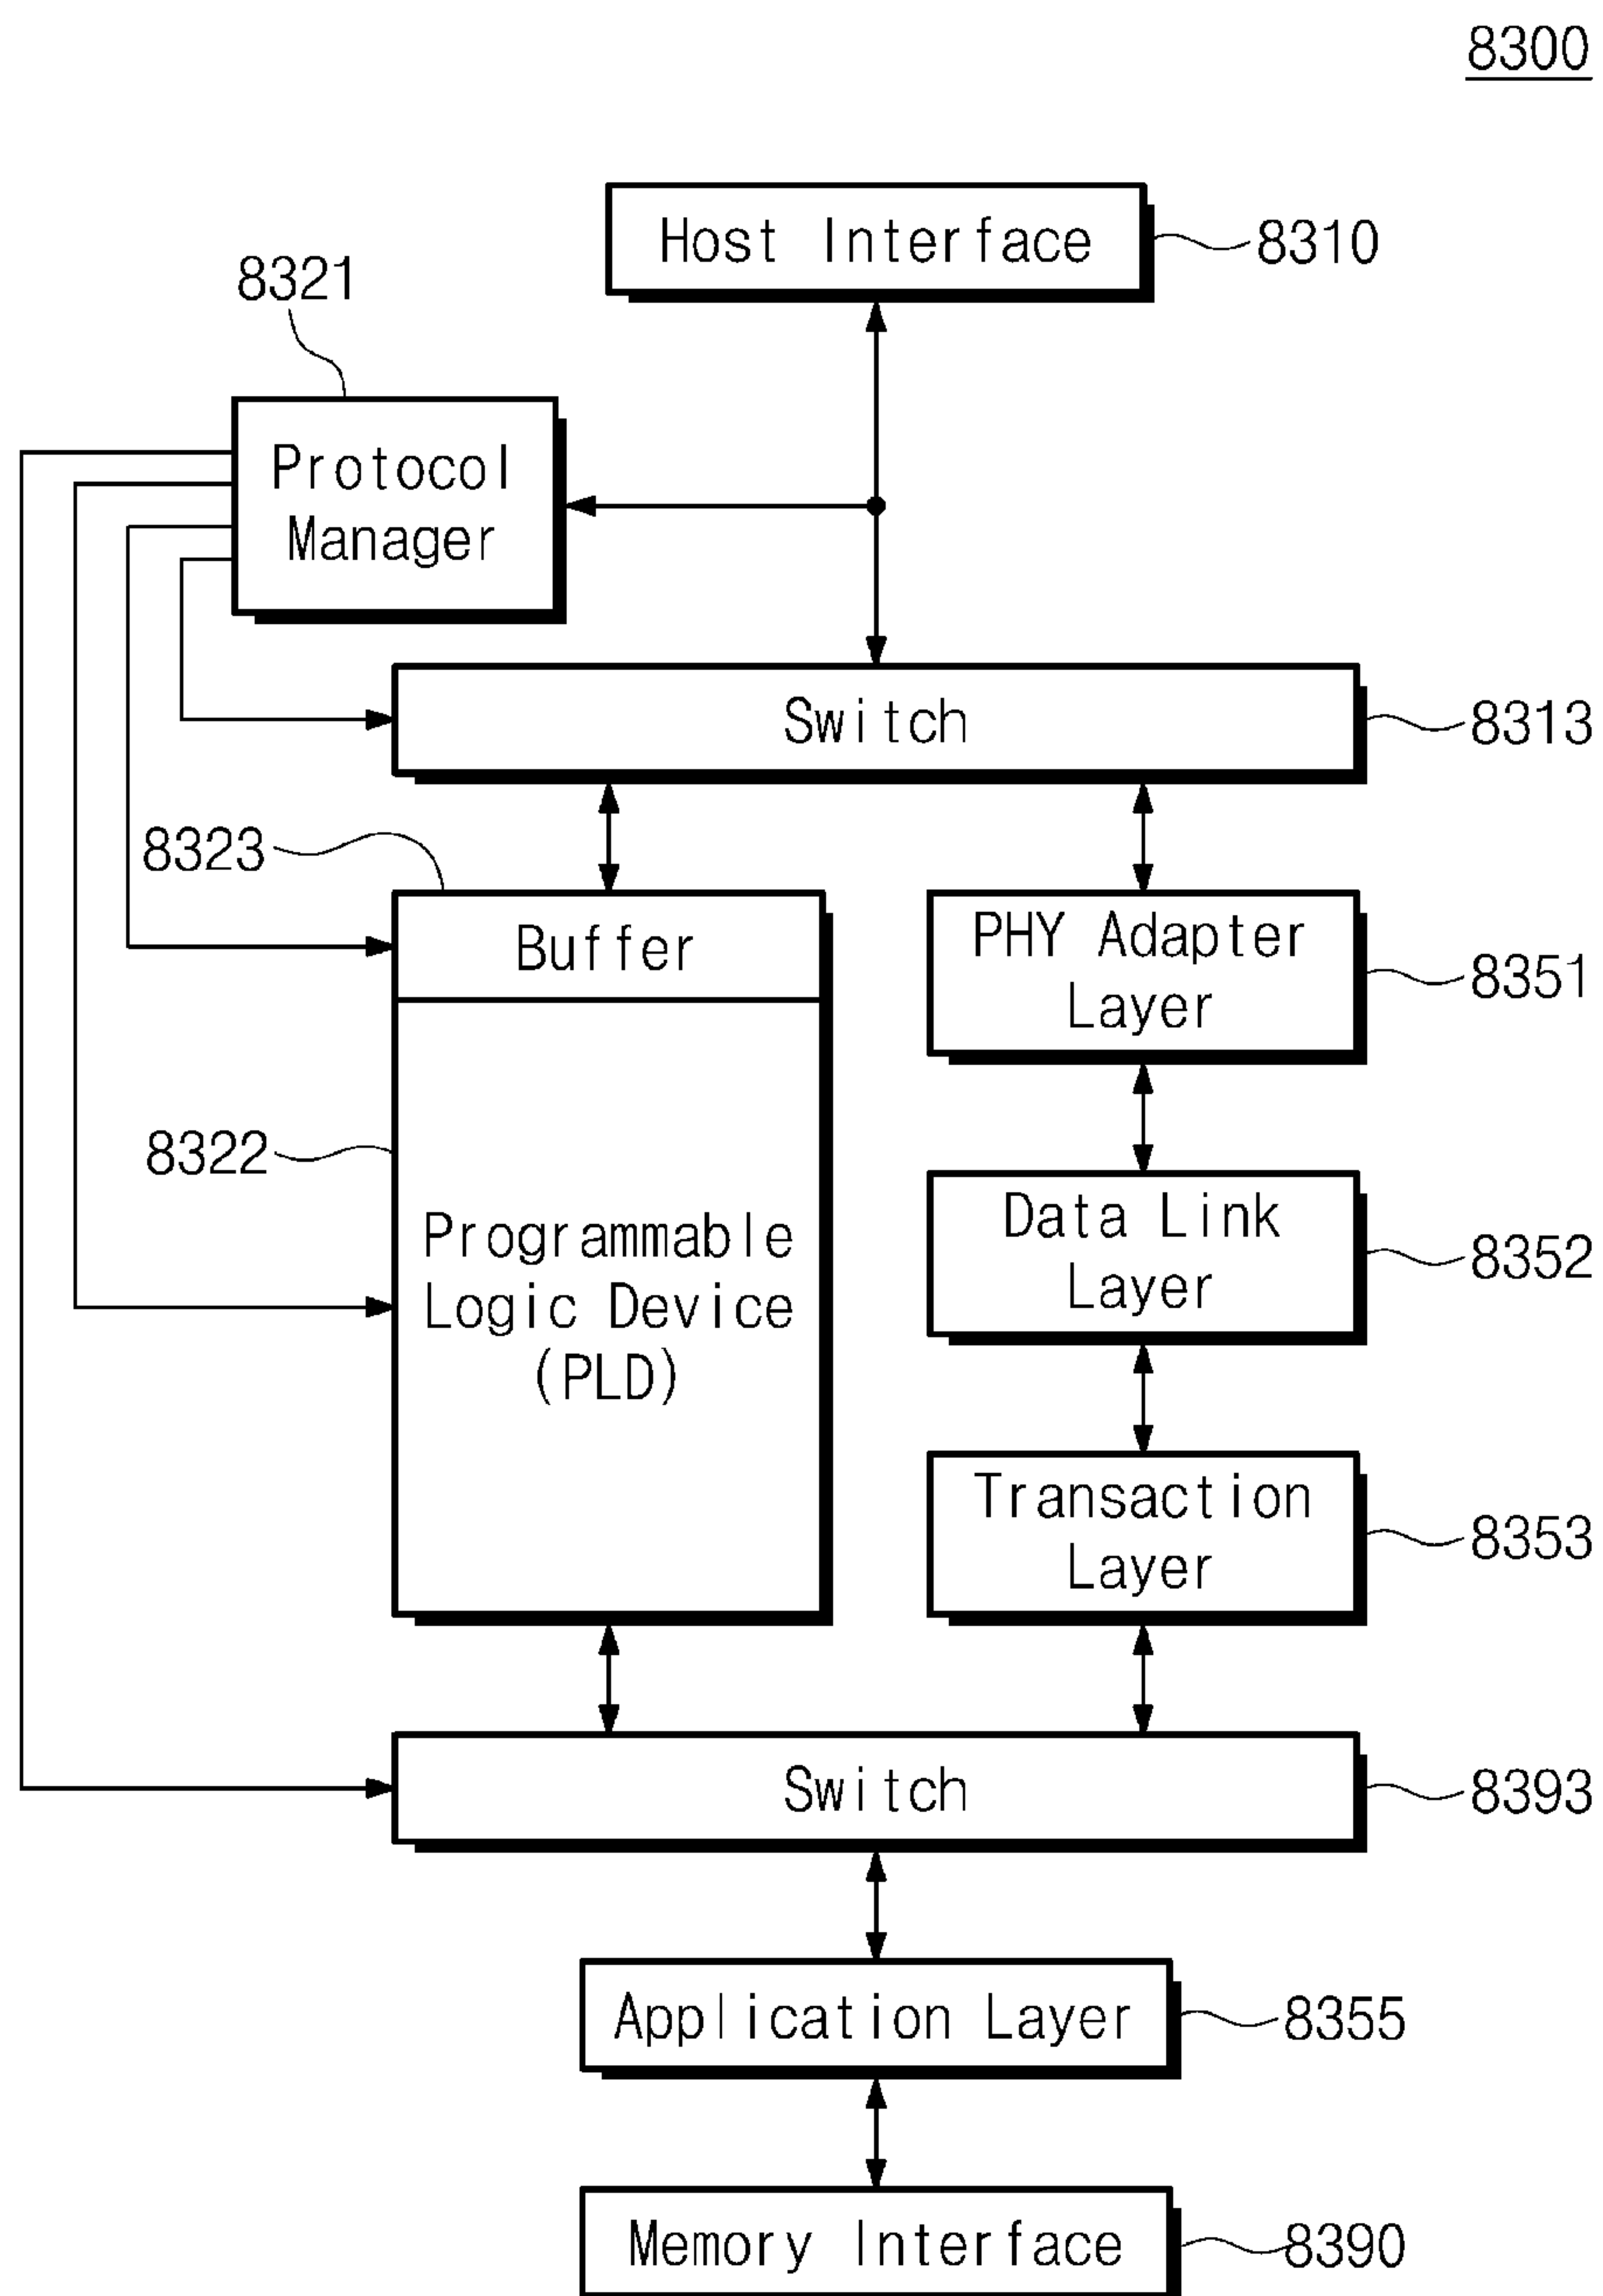 8300
Host Interface
8310
8321
Protocol
Manager
Switch
8313
8323
Buffer
PHY Adapter
Layer
8351
8322
Programmable
Logic Device
(PLD)
Data Link
Layer
8352
Transaction
Layer
8353
Switch
8393
Application Layer
8355
Memory Interface
8390